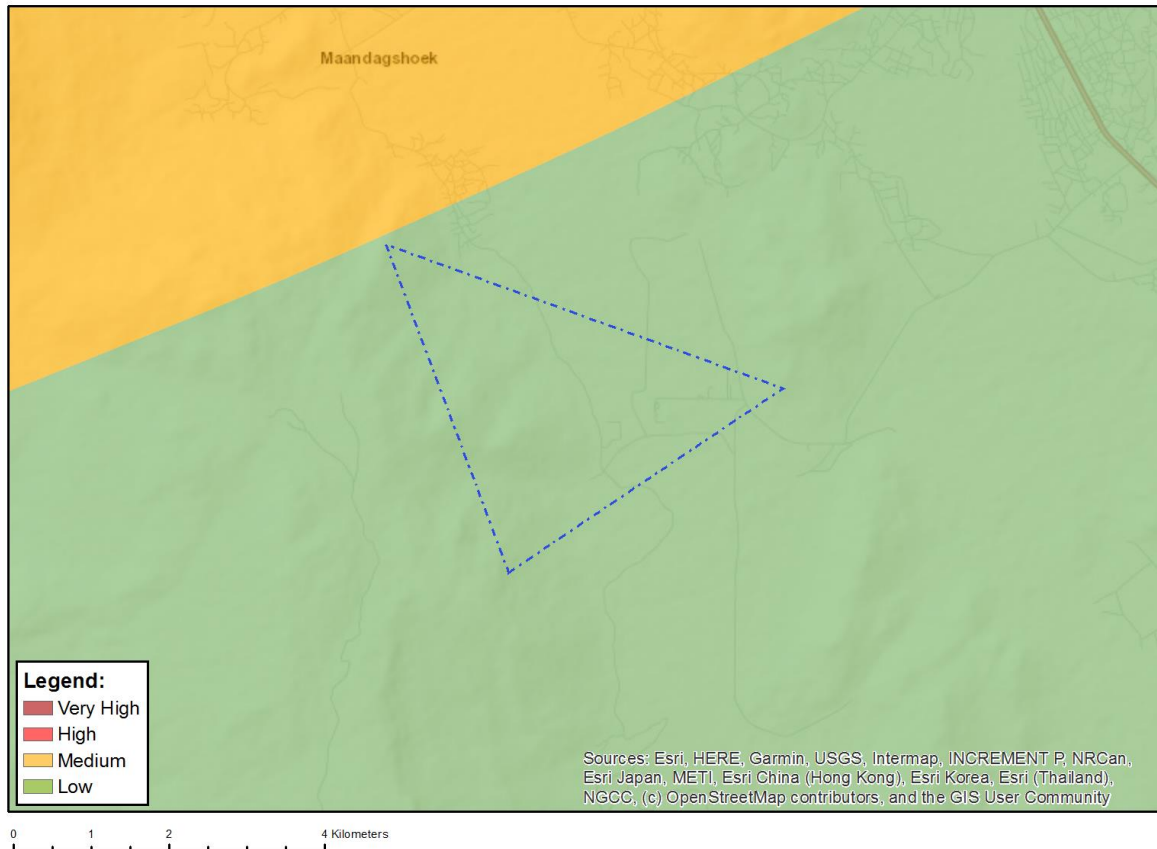 Maandagshoek
Legend:
Very High
High
Medium
Low
Sources: Esri, HERE, Garmin, USGS, Intermap, INCREMENT P, NRCan,
Esri Japan, METI, Esri China (Hong Kong), Esri Korea, Esri (Thailand),
NGCC, (c) OpenStreetMap contributors, and the GIS User Community
0 1 2 4 Kilometers